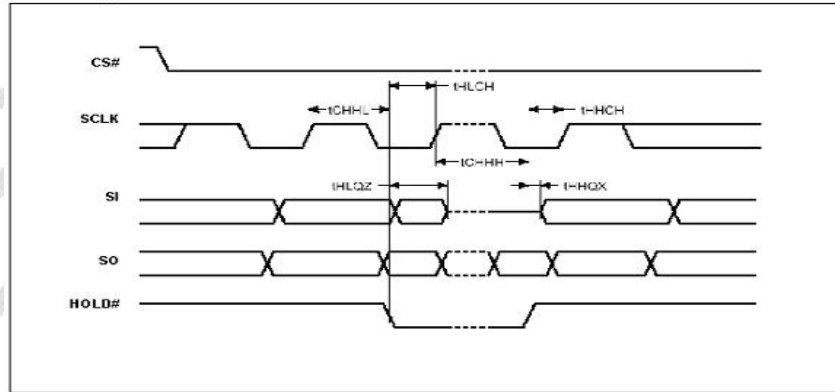 CS#
tHLCH
SCLK
tCHHL
tHHCH
tCHHH
tHLQZ
tHHQX
SI
SO
HOLD#